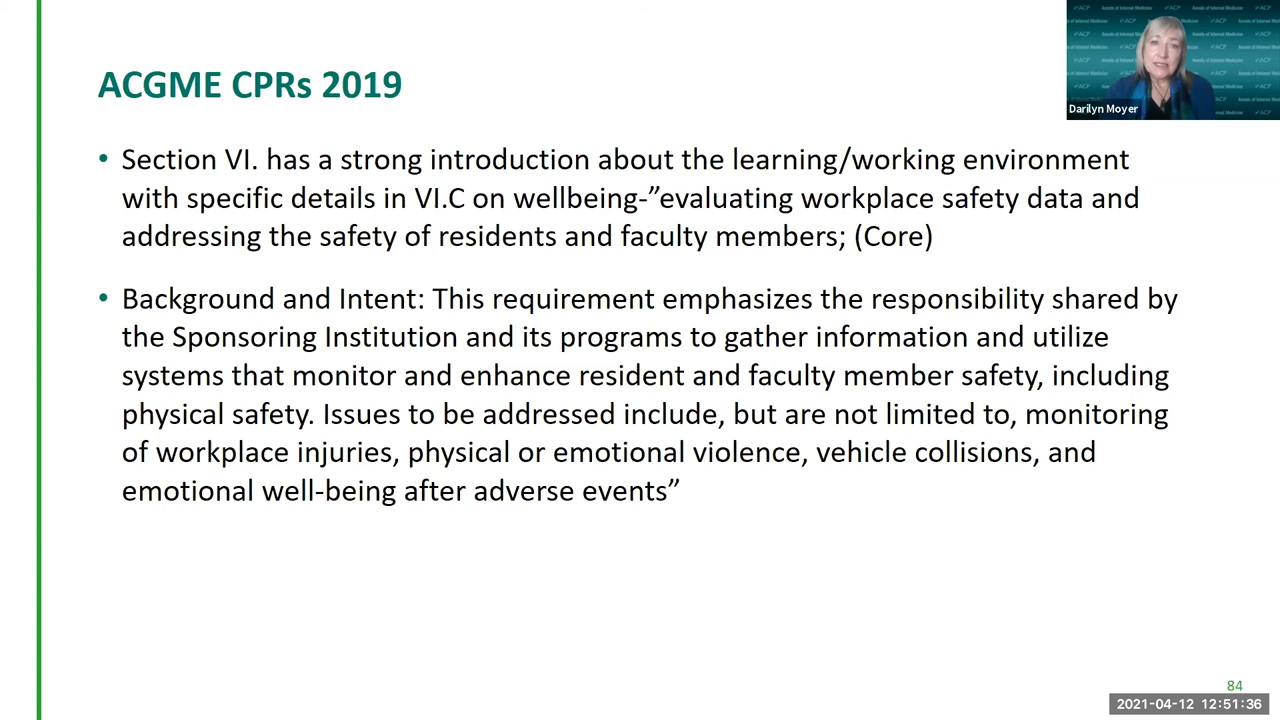 ACGME CPRs 2019
• Section VI. has a strong introduction about the learning/working environment
with specific details in VI.C on wellbeing-”evaluating workplace safety data and
addressing the safety of residents and faculty members; (Core)
• Background and Intent: This requirement emphasizes the responsibility shared by
the Sponsoring Institution and its programs to gather information and utilize
systems that monitor and enhance resident and faculty member safety, including
physical safety. Issues to be addressed include, but are not limited to, monitoring
of workplace injuries, physical or emotional violence, vehicle collisions, and
emotional well-being after adverse events”
ACP
Annals of Internal Medicine
Darilyn Moyer
84
2021-04-12 12:51:36